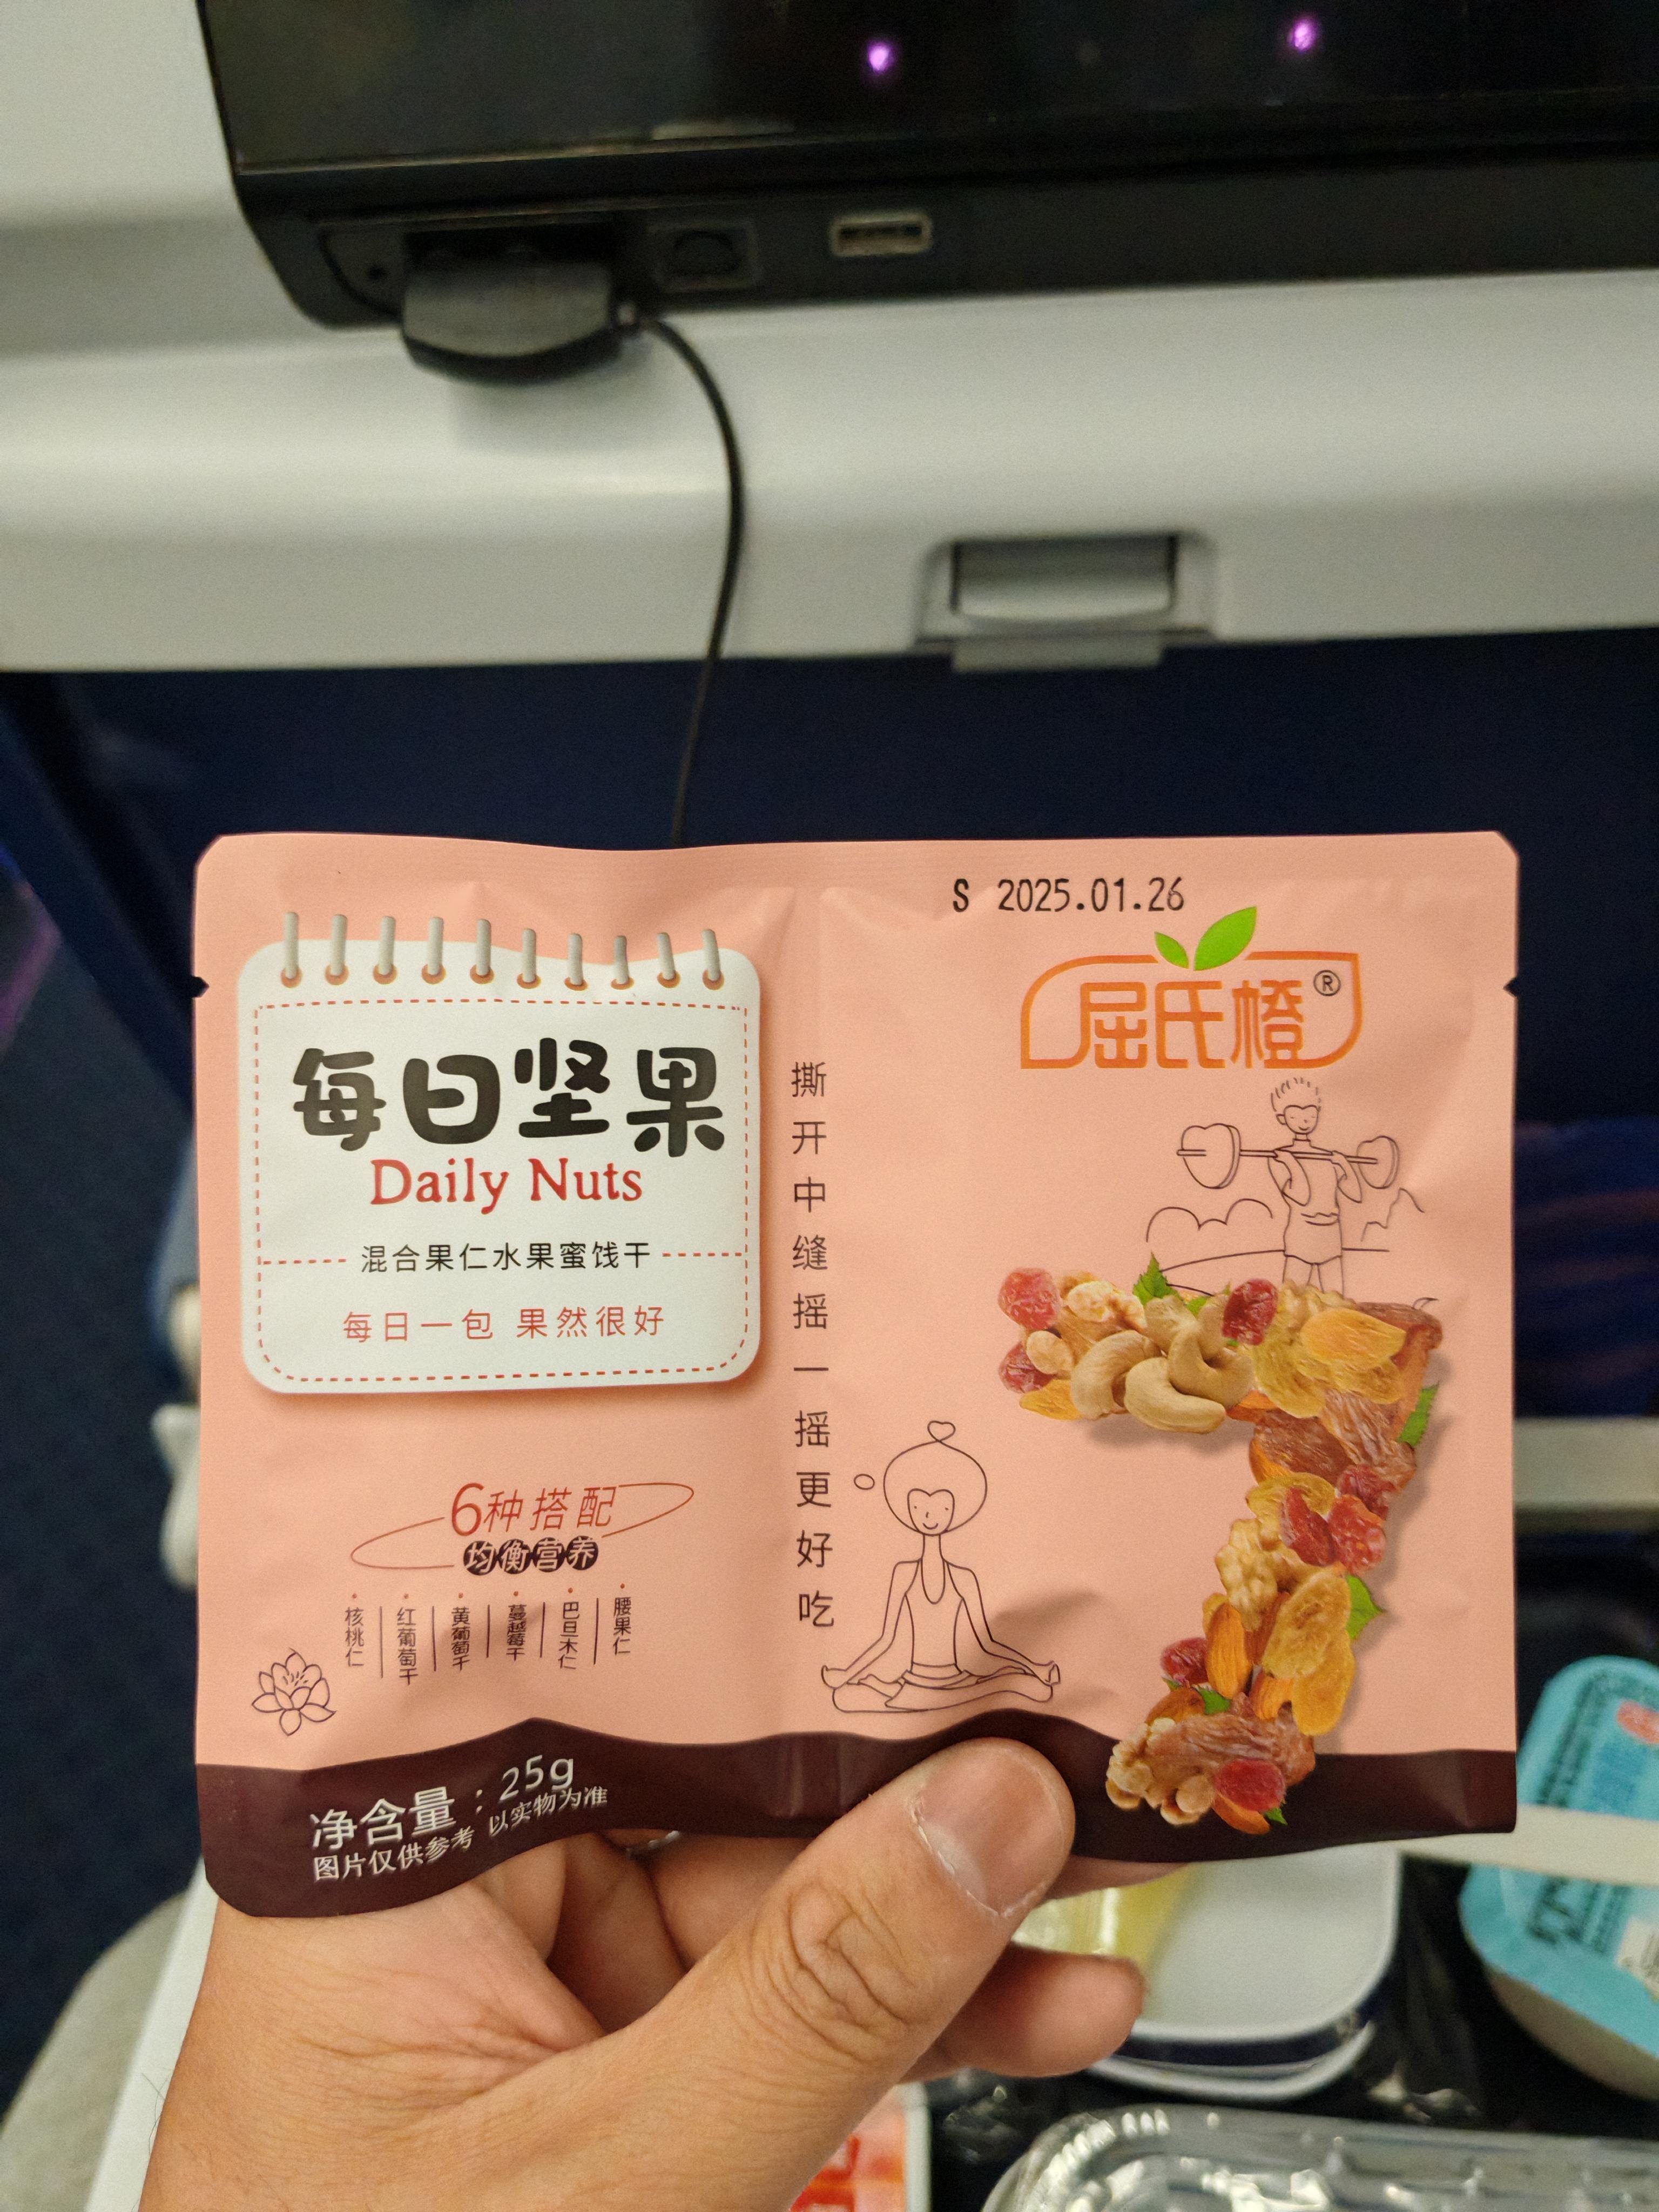 S 2025.01.26
屈氏橙®
每日坚果
Daily Nuts
混合果仁水果蜜饯干
每日一包 果然很好
撕开中缝摇一摇更好吃
6种搭配
均衡营养
核桃仁
红葡萄干
黄葡萄干
蔓越莓干
巴旦木仁
腰果仁
净含量：25g
图片仅供参考 以实物为准